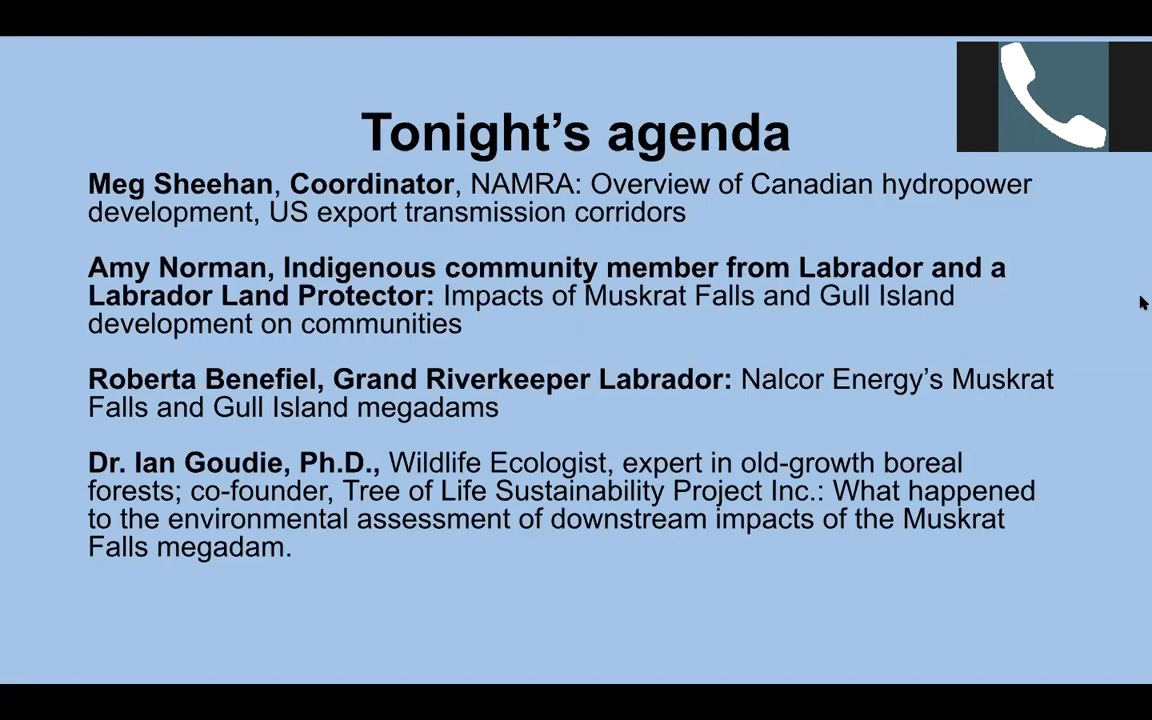 Tonight’s agenda
Meg Sheehan, Coordinator, NAMRA: Overview of Canadian hydropower
development, US export transmission corridors
Amy Norman, Indigenous community member from Labrador and a
Labrador Land Protector: Impacts of Muskrat Falls and Gull Island
development on communities
Roberta Benefiel, Grand Riverkeeper Labrador: Nalcor Energy’s Muskrat
Falls and Gull Island megadams
Dr. Ian Goudie, Ph.D., Wildlife Ecologist, expert in old-growth boreal
forests; co-founder, Tree of Life Sustainability Project Inc.: What happened
to the environmental assessment of downstream impacts of the Muskrat
Falls megadam.